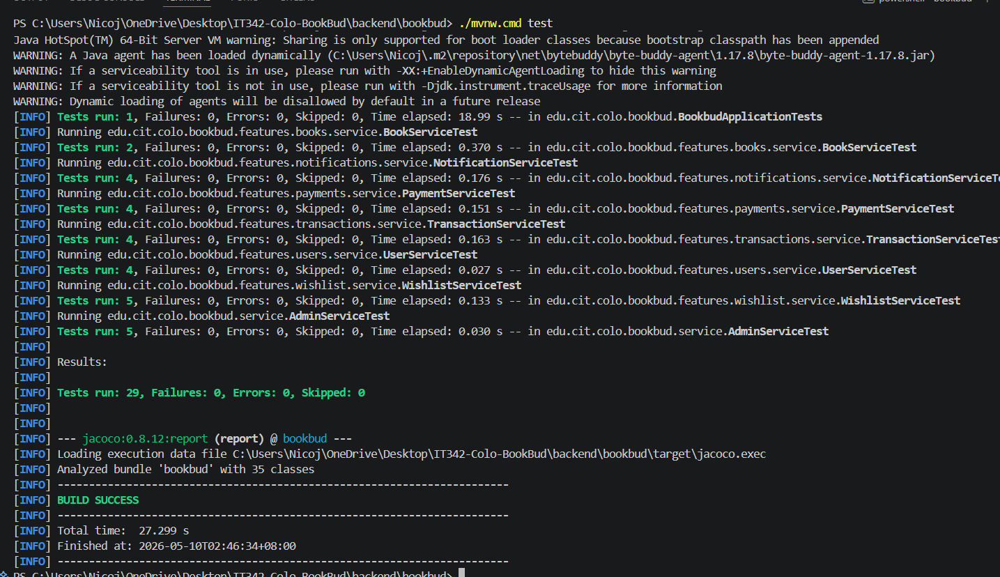 PS C:\Users\Nicoj\OneDrive\Desktop\IT342-Colo-BookBud\backend\bookbud> ./mvnw.cmd test
Java HotSpot(TM) 64-Bit Server VM warning: Sharing is only supported for boot loader classes because bootstrap classpath has been appended
WARNING: A Java agent has been loaded dynamically (C:\Users\Nicoj\.m2\repository\net\bytebuddy\byte-buddy-agent\1.17.8\byte-buddy-agent-1.17.8.jar)
WARNING: If a serviceability tool is in use, please run with -XX:+EnableDynamicAgentLoading to hide this warning
WARNING: If a serviceability tool is not in use, please run with -Djdk.instrument.traceUsage for more information
WARNING: Dynamic loading of agents will be disallowed by default in a future release
[INFO] Tests run: 1, Failures: 0, Errors: 0, Skipped: 0, Time elapsed: 18.99 s -- in edu.cit.colo.bookbud.BookbudApplicationTests
[INFO] Running edu.cit.colo.bookbud.features.books.service.BookServiceTest
[INFO] Tests run: 2, Failures: 0, Errors: 0, Skipped: 0, Time elapsed: 0.370 s -- in edu.cit.colo.bookbud.features.books.service.BookServiceTest
[INFO] Running edu.cit.colo.bookbud.features.notifications.service.NotificationServiceTest
[INFO] Tests run: 4, Failures: 0, Errors: 0, Skipped: 0, Time elapsed: 0.176 s -- in edu.cit.colo.bookbud.features.notifications.service.NotificationServiceTe
[INFO] Running edu.cit.colo.bookbud.features.payments.service.PaymentServiceTest
[INFO] Tests run: 4, Failures: 0, Errors: 0, Skipped: 0, Time elapsed: 0.151 s -- in edu.cit.colo.bookbud.features.payments.service.PaymentServiceTest
[INFO] Running edu.cit.colo.bookbud.features.transactions.service.TransactionServiceTest
[INFO] Tests run: 4, Failures: 0, Errors: 0, Skipped: 0, Time elapsed: 0.163 s -- in edu.cit.colo.bookbud.features.transactions.service.TransactionServiceTest
[INFO] Running edu.cit.colo.bookbud.features.users.service.UserServiceTest
[INFO] Tests run: 4, Failures: 0, Errors: 0, Skipped: 0, Time elapsed: 0.027 s -- in edu.cit.colo.bookbud.features.users.service.UserServiceTest
[INFO] Running edu.cit.colo.bookbud.features.wishlist.service.WishlistServiceTest
[INFO] Tests run: 5, Failures: 0, Errors: 0, Skipped: 0, Time elapsed: 0.133 s -- in edu.cit.colo.bookbud.features.wishlist.service.WishlistServiceTest
[INFO] Running edu.cit.colo.bookbud.service.AdminServiceTest
[INFO] Tests run: 5, Failures: 0, Errors: 0, Skipped: 0, Time elapsed: 0.030 s -- in edu.cit.colo.bookbud.service.AdminServiceTest
[INFO]
[INFO] Results:
[INFO]
[INFO] Tests run: 29, Failures: 0, Errors: 0, Skipped: 0
[INFO]
[INFO]
[INFO] --- jacoco:0.8.12:report (report) @ bookbud ---
[INFO] Loading execution data file C:\Users\Nicoj\OneDrive\Desktop\IT342-Colo-BookBud\backend\bookbud\target\jacoco.exec
[INFO] Analyzed bundle 'bookbud' with 35 classes
[INFO] ------------------------------------------------------------------------
[INFO] BUILD SUCCESS
[INFO] ------------------------------------------------------------------------
[INFO] Total time:  27.299 s
[INFO] Finished at: 2026-05-10T02:46:34+08:00
[INFO] ------------------------------------------------------------------------
PS C:\Users\Nicoj\OneDrive\Desktop\IT342-Colo-BookBud\backend\bookbud>